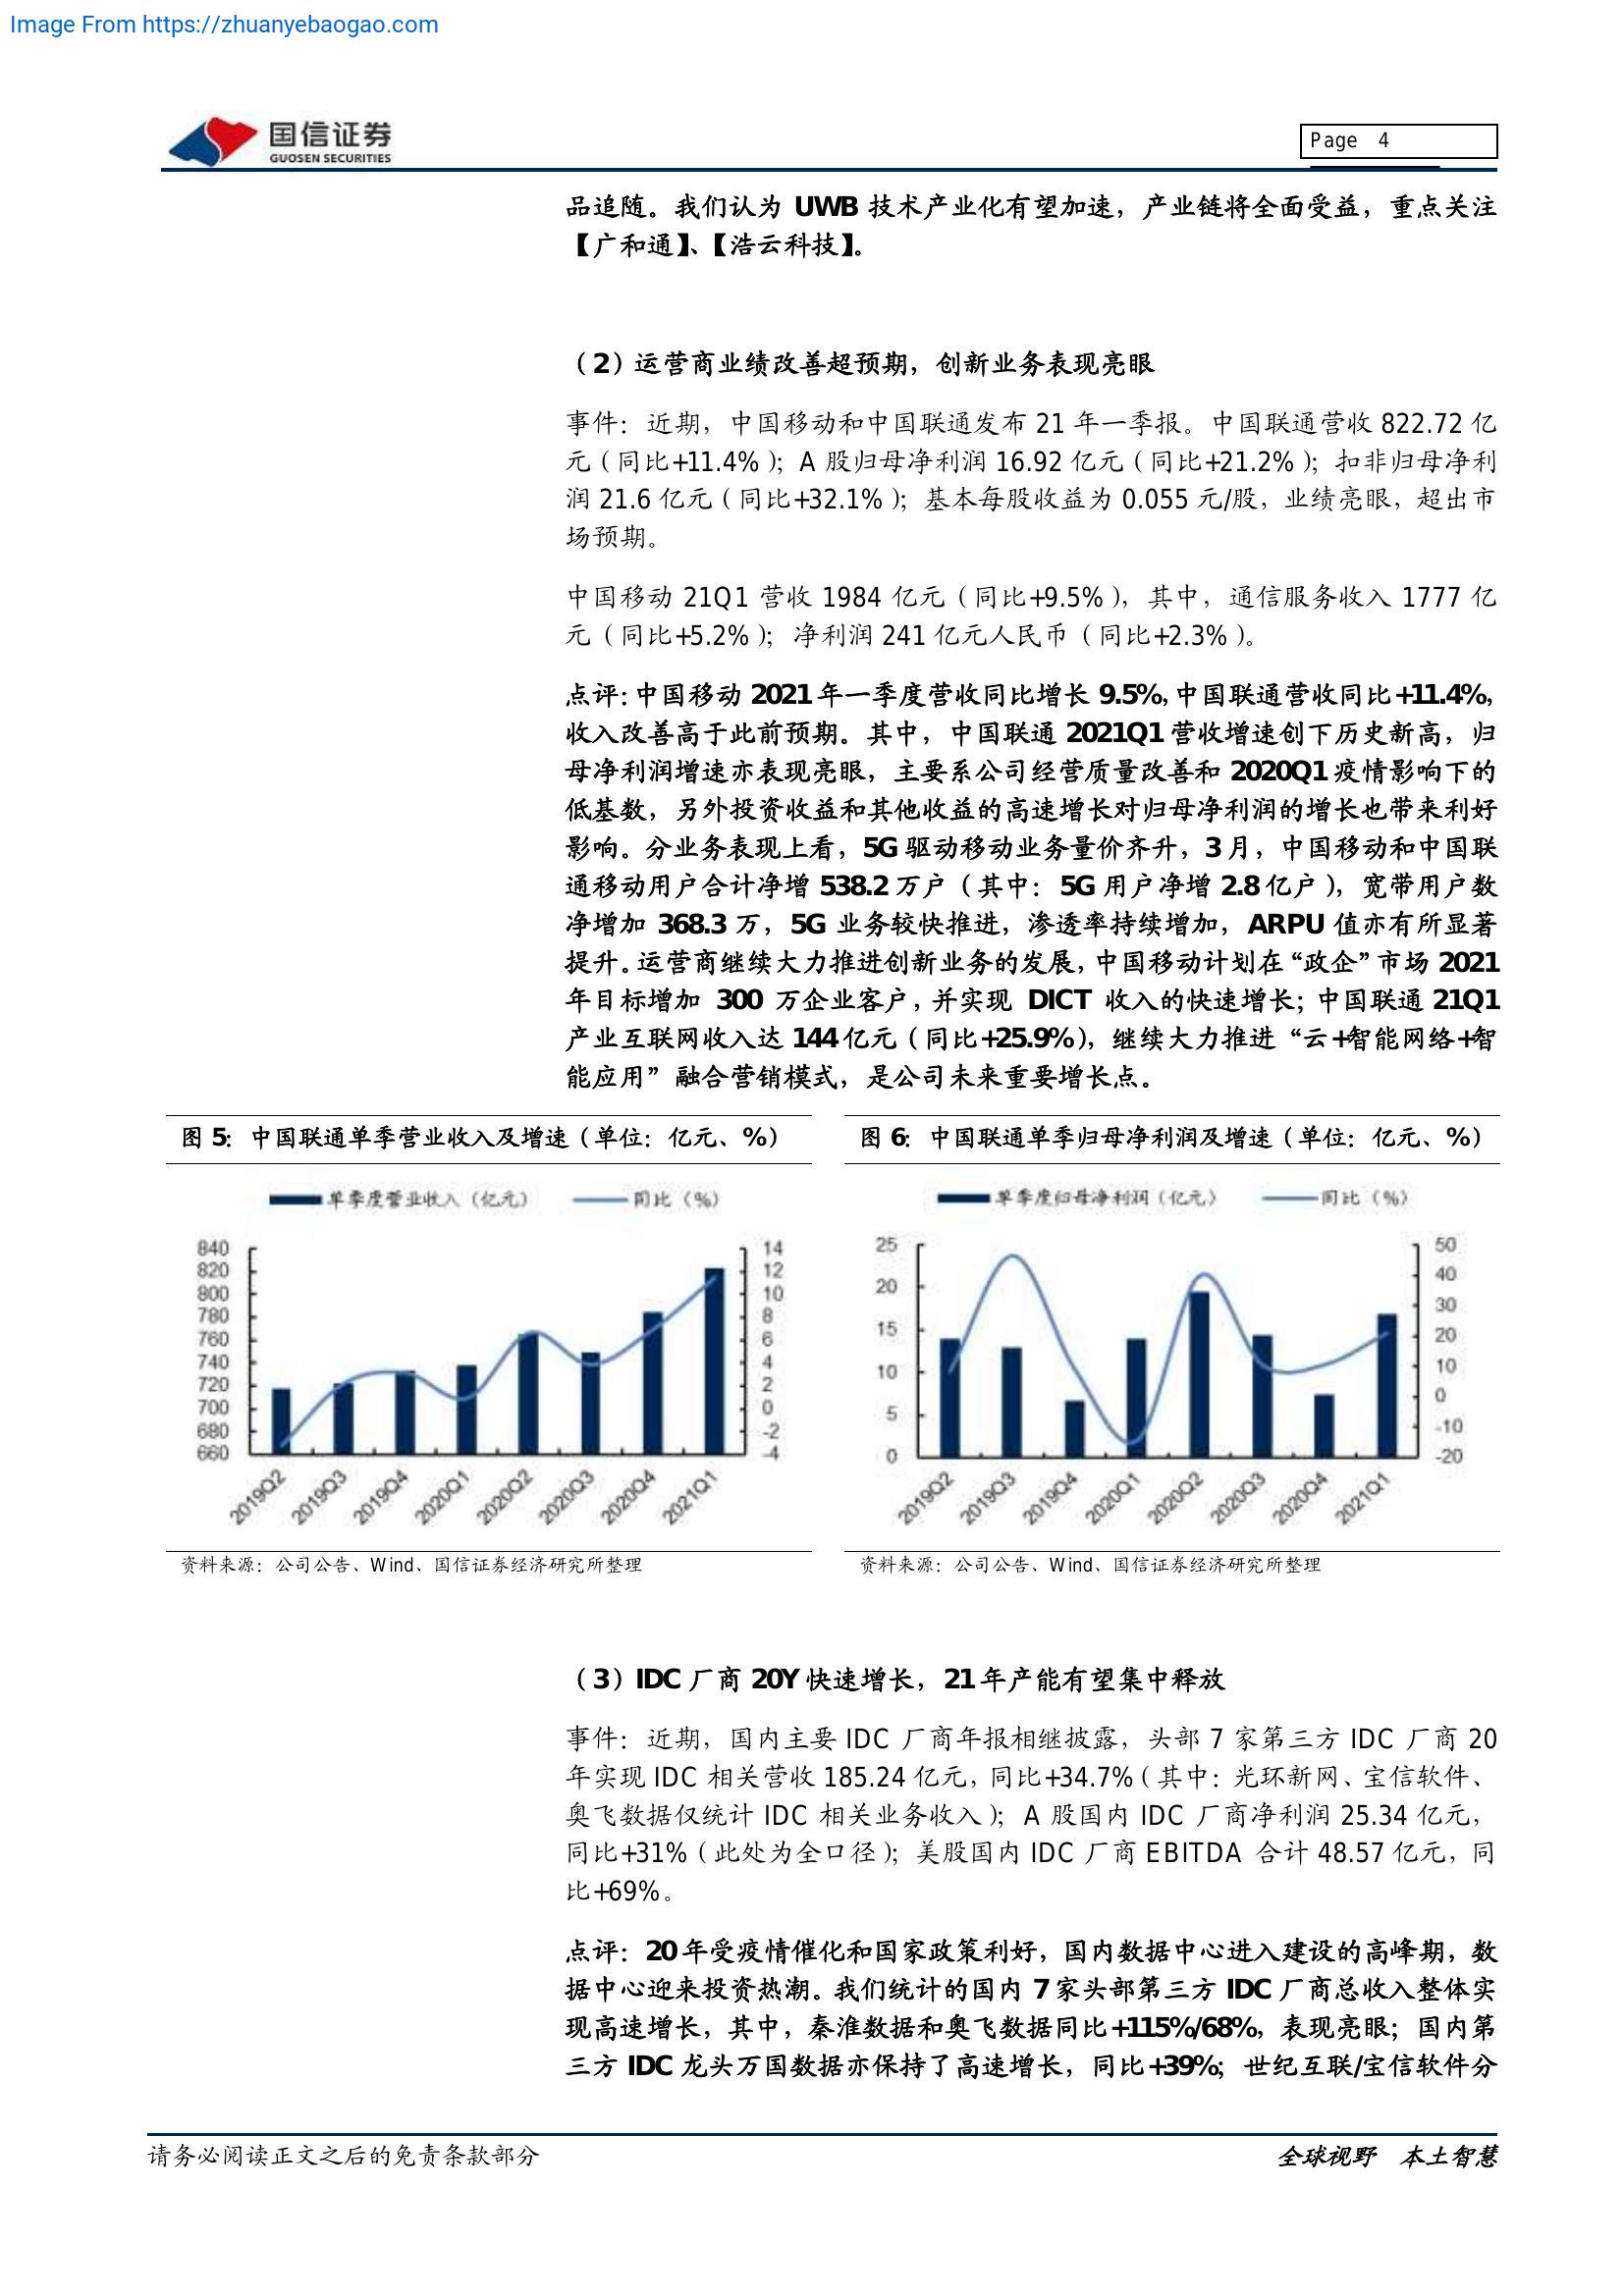 Image From https://zhuanyebaogao.com
国信证券
GUOSEN SECURITIES
Page 4
品追随。我们认为 UWB 技术产业化有望加速，产业链将全面受益，重点关注
【广和通】、【浩云科技】。
（2）运营商业绩改善超预期，创新业务表现亮眼
事件：近期，中国移动和中国联通发布 21 年一季报。中国联通营收 822.72 亿
元（同比+11.4%）；A 股归母净利润 16.92 亿元（同比+21.2%）；扣非归母净利
润 21.6 亿元（同比+32.1%）；基本每股收益为 0.055 元/股，业绩亮眼，超出市
场预期。
中国移动 21Q1 营收 1984 亿元（同比+9.5%），其中，通信服务收入 1777 亿
元（同比+5.2%）；净利润 241 亿元人民币（同比+2.3%）。
点评：中国移动 2021 年一季度营收同比增长 9.5%，中国联通营收同比+11.4%，
收入改善高于此前预期。其中，中国联通 2021Q1 营收增速创下历史新高，归
母净利润增速亦表现亮眼，主要系公司经营质量改善和 2020Q1 疫情影响下的
低基数，另外投资收益和其他收益的高速增长对归母净利润的增长也带来利好
影响。分业务表现上看，5G 驱动移动业务量价齐升，3 月，中国移动和中国联
通移动用户合计净增 538.2 万户（其中：5G 用户净增 2.8 亿户），宽带用户数
净增加 368.3 万，5G 业务较快推进，渗透率持续增加，ARPU 值亦有所显著
提升。运营商继续大力推进创新业务的发展，中国移动计划在“政企”市场 2021
年目标增加 300 万企业客户，并实现 DICT 收入的快速增长；中国联通 21Q1
产业互联网收入达 144 亿元（同比+25.9%），继续大力推进“云+智能网络+智
能应用”融合营销模式，是公司未来重要增长点。
图 5：中国联通单季营业收入及增速（单位：亿元、%）
单季度营业收入（亿元） 同比（%）
840 820 800 780 760 740 720 700 680 660
14 12 10 8 6 4 2 0 -2 -4
2019Q2 2019Q3 2019Q4 2020Q1 2020Q2 2020Q3 2020Q4 2021Q1
资料来源：公司公告、Wind、国信证券经济研究所整理
图 6：中国联通单季归母净利润及增速（单位：亿元、%）
单季度归母净利润（亿元） 同比（%）
25 20 15 10 5 0
50 40 30 20 10 0 -10 -20
2019Q2 2019Q3 2019Q4 2020Q1 2020Q2 2020Q3 2020Q4 2021Q1
资料来源：公司公告、Wind、国信证券经济研究所整理
（3）IDC 厂商 20Y 快速增长，21 年产能有望集中释放
事件：近期，国内主要 IDC 厂商年报相继披露，头部 7 家第三方 IDC 厂商 20
年实现 IDC 相关营收 185.24 亿元，同比+34.7%（其中：光环新网、宝信软件、
奥飞数据仅统计 IDC 相关业务收入）；A 股国内 IDC 厂商净利润 25.34 亿元，
同比+31%（此处为全口径）；美股国内 IDC 厂商 EBITDA 合计 48.57 亿元，同
比+69%。
点评：20 年受疫情催化和国家政策利好，国内数据中心进入建设的高峰期，数
据中心迎来投资热潮。我们统计的国内 7 家头部第三方 IDC 厂商总收入整体实
现高速增长，其中，秦淮数据和奥飞数据同比+115%/68%，表现亮眼；国内第
三方 IDC 龙头万国数据亦保持了高速增长，同比+39%；世纪互联/宝信软件分
请务必阅读正文之后的免责条款部分
全球视野 本土智慧